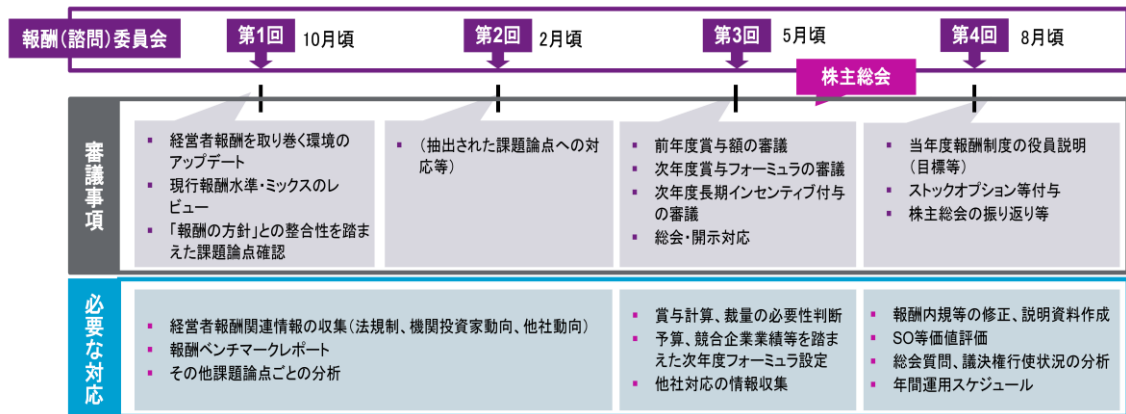 報酬(諮問)委員会
第1回 10月頃
第2回 2月頃
第3回 5月頃
第4回 8月頃
株主総会
審議事項
▪ 経営者報酬を取り巻く環境の
アップデート
▪ 現行報酬水準・ミックスのレ
ビュー
▪ 「報酬の方針」との整合性を踏ま
えた課題論点確認
▪ (抽出された課題論点への対
応等)
▪ 前年度賞与額の審議
▪ 次年度賞与フォーミュラの審議
▪ 次年度長期インセンティブ付与
の審議
▪ 総会・開示対応
▪ 当年度報酬制度の役員説明
(目標等)
▪ ストックオプション等付与
▪ 株主総会の振り返り等
必要な対応
▪ 経営者報酬関連情報の収集(法規制、機関投資家動向、他社動向)
▪ 報酬ベンチマークレポート
▪ その他課題論点ごとの分析
▪ 賞与計算、裁量の必要性判断
▪ 予算、競合企業業績等を踏ま
えた次年度フォーミュラ設定
▪ 他社対応の情報収集
▪ 報酬内規等の修正、説明資料作成
▪ SO等価値評価
▪ 総会質問、議決権行使状況の分析
▪ 年間運用スケジュール